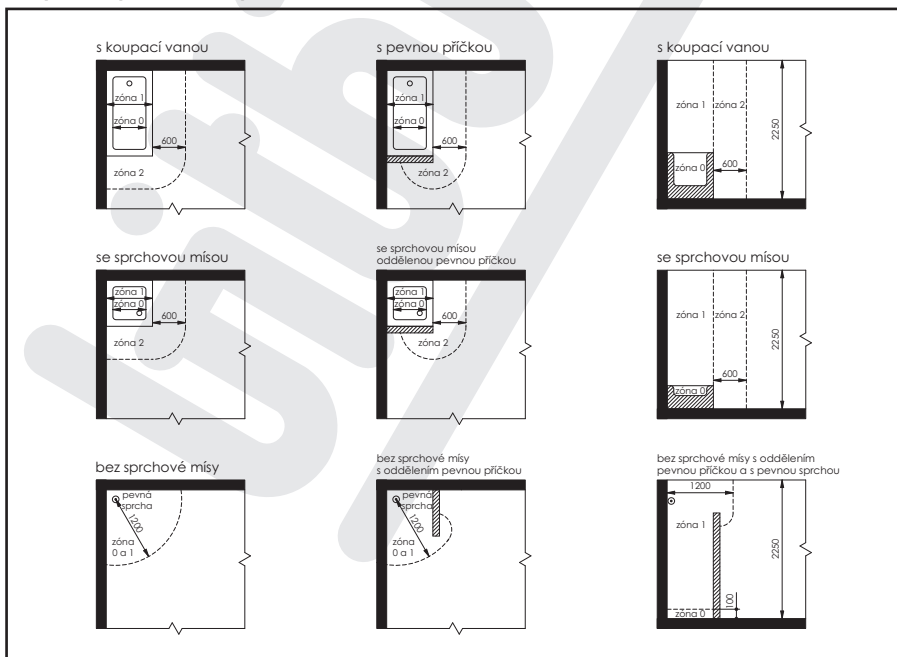 s koupací vanou
zóna 1
zóna 0
600
zóna 2
s pevnou příčkou
zóna 1
zóna 0
600
zóna 2
s koupací vanou
zóna 1
zóna 2
2250
zóna 0
600
se sprchovou mísou
zóna 1
zóna 0
600
zóna 2
se sprchovou mísou
oddělenou pevnou příčkou
zóna 1
zóna 0
600
zóna 2
se sprchovou mísou
zóna 1
zóna 2
2250
600
zóna 0
bez sprchové mísy
pevná
sprcha
1200
zóna
0 a 1
bez sprchové mísy
s oddělením pevnou příčkou
pevná
sprcha
1200
zóna
0 a 1
bez sprchové mísy s oddělením
pevnou příčkou a s pevnou sprchou
1200
zóna 1
2250
100
zóna 0